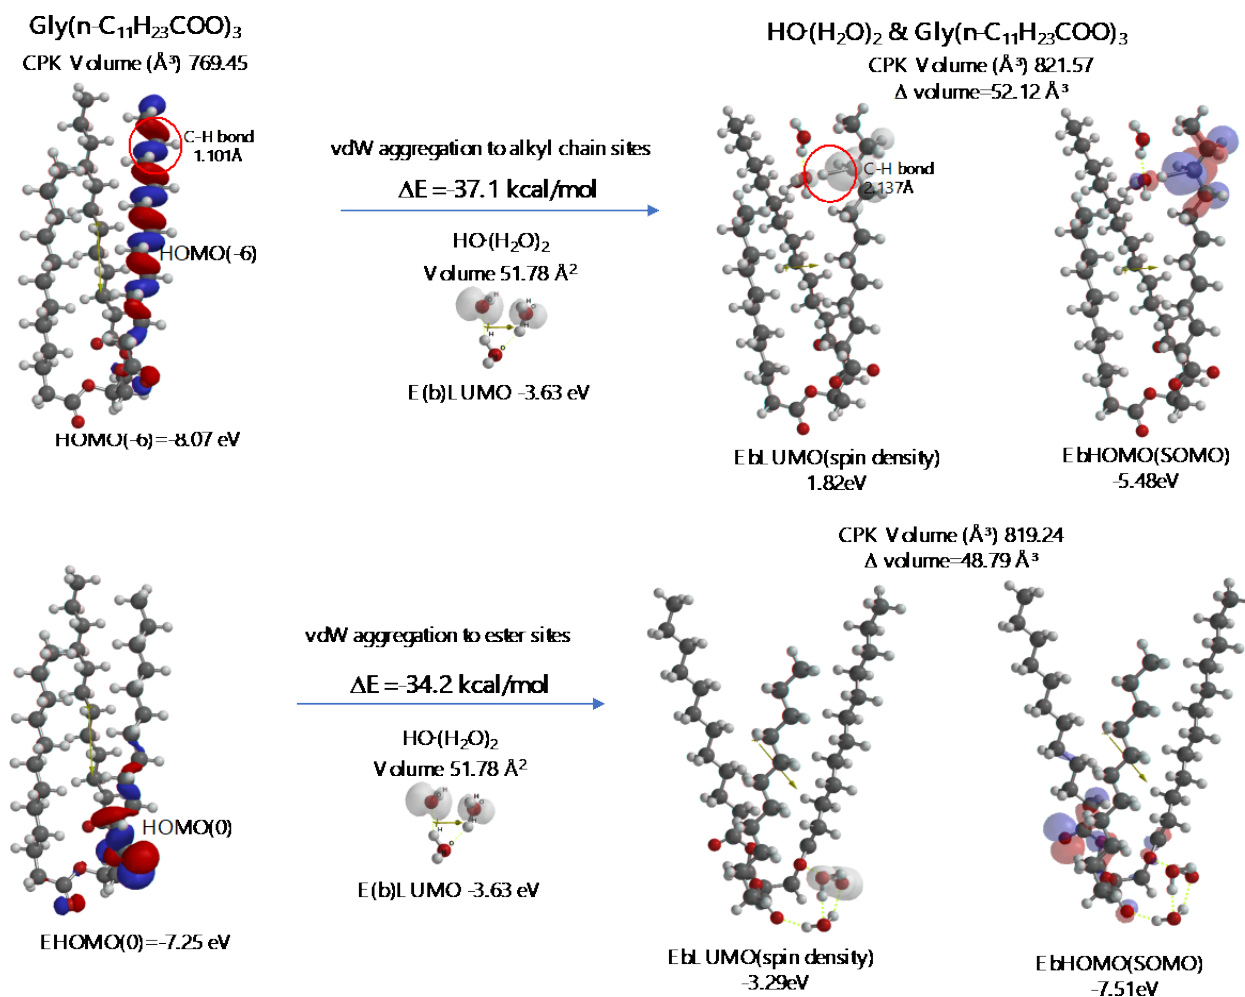 Gly(n-C₁₁H₂₃COO)₃
CPK Volume (Å³) 769.45
C-H bond
1.101Å
HOMO(-6)
HOMO(-6)=-8.07 eV
vdW aggregation to alkyl chain sites
ΔE=-37.1 kcal/mol
HO·(H₂O)₂
Volume 51.78 Å²
E(b)LUMO -3.63 eV
HO·(H₂O)₂ & Gly(n-C₁₁H₂₃COO)₃
CPK Volume (Å³) 821.57
Δ volume=52.12 Å³
C-H bond
2.137Å
EbLUMO(spin density)
1.82eV
EbHOMO(SOMO)
-5.48eV
HOMO(0)
EHOMO(0)=-7.25 eV
vdW aggregation to ester sites
ΔE=-34.2 kcal/mol
HO·(H₂O)₂
Volume 51.78 Å²
E(b)LUMO -3.63 eV
CPK Volume (Å³) 819.24
Δ volume=48.79 Å³
EbLUMO(spin density)
-3.29eV
EbHOMO(SOMO)
-7.51eV